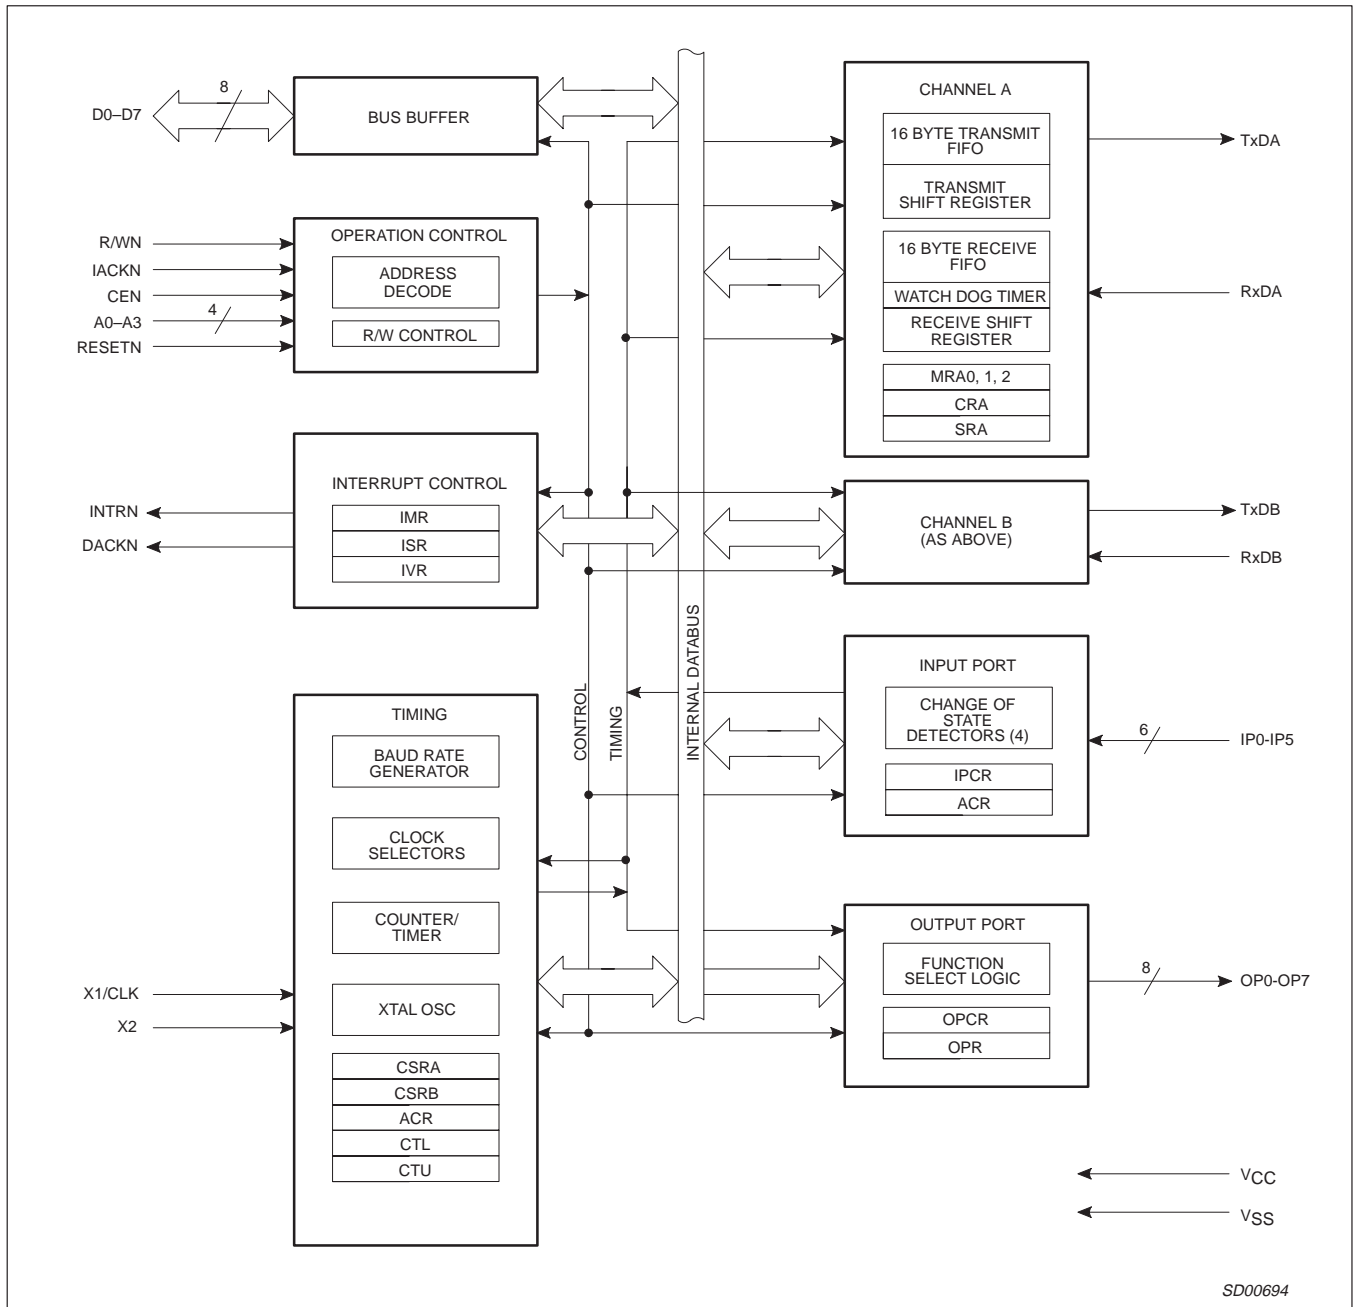 D0–D7
8
BUS BUFFER
R/WN
IACKN
CEN
A0–A3
4
RESETN
OPERATION CONTROL
ADDRESS
DECODE
R/W CONTROL
INTRN
DACKN
INTERRUPT CONTROL
IMR
ISR
IVR
X1/CLK
X2
TIMING
BAUD RATE
GENERATOR
CLOCK
SELECTORS
COUNTER/
TIMER
XTAL OSC
CSRA
CSRB
ACR
CTL
CTU
CONTROL
TIMING
INTERNAL DATABUS
CHANNEL A
16 BYTE TRANSMIT
FIFO
TRANSMIT
SHIFT REGISTER
16 BYTE RECEIVE
FIFO
WATCH DOG TIMER
RECEIVE SHIFT
REGISTER
MRA0, 1, 2
CRA
SRA
TxDA
RxDA
CHANNEL B
(AS ABOVE)
TxDB
RxDB
INPUT PORT
CHANGE OF
STATE
DETECTORS (4)
IPCR
ACR
6
IP0-IP5
OUTPUT PORT
FUNCTION
SELECT LOGIC
OPCR
OPR
8
OP0-OP7
VCC
VSS
SD00694